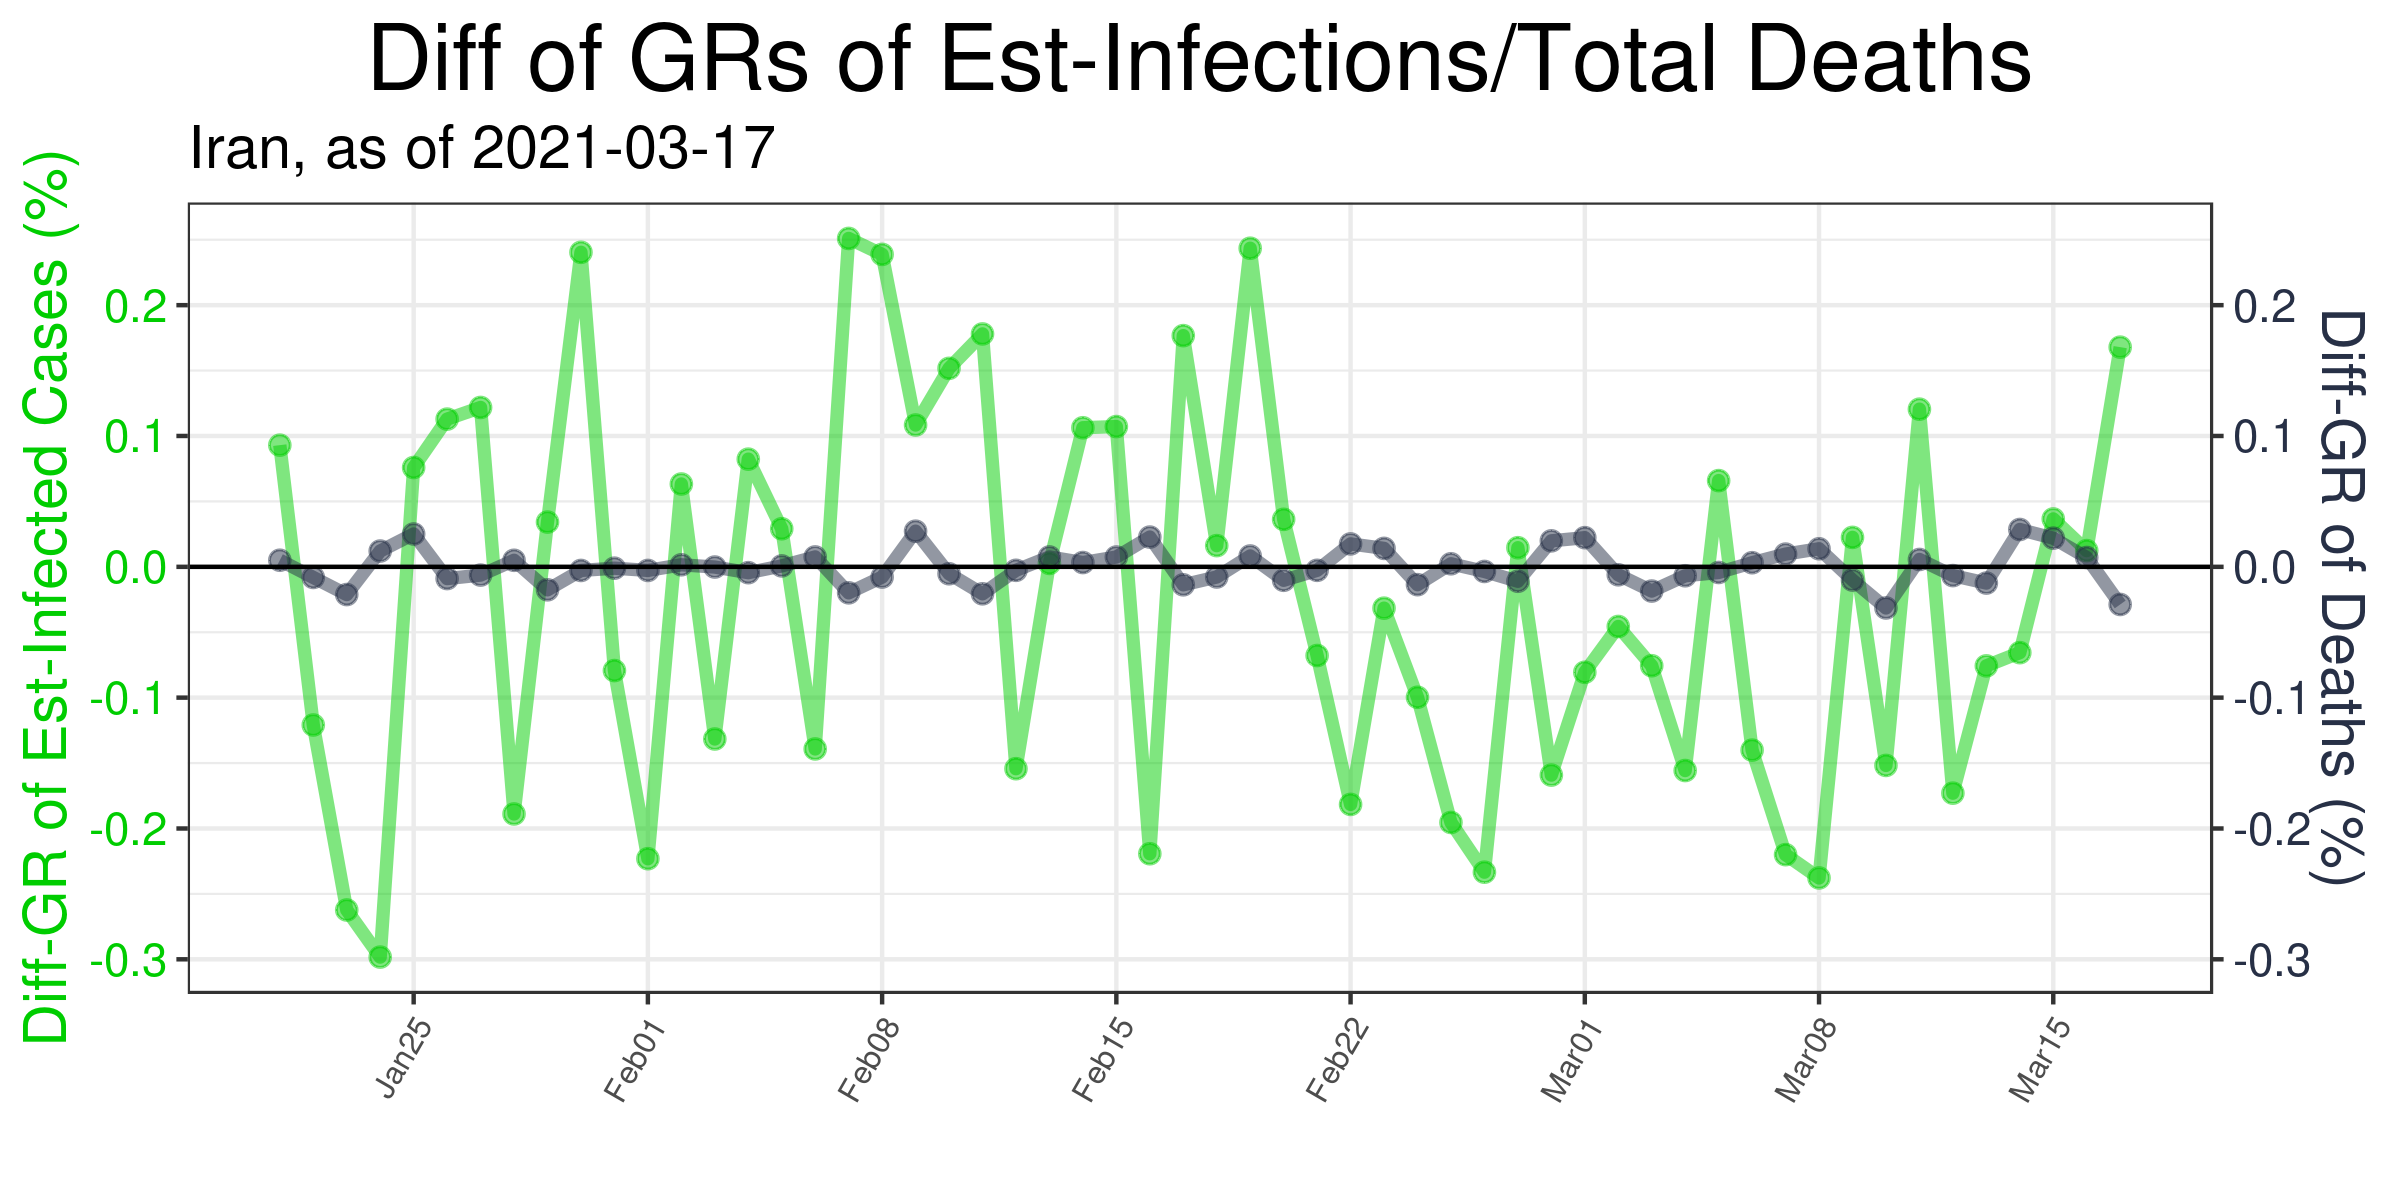 Diff of GRs of Est-Infections/Total Deaths
Iran, as of 2021-03-17
Diff-GR of Est-Infected Cases (%)
0.2
0.1
0.0
-0.1
-0.2
-0.3
0.2
0.1
0.0
-0.1
-0.2
-0.3
Diff-GR of Deaths (%)
Jan25
Feb01
Feb08
Feb15
Feb22
Mar01
Mar08
Mar15